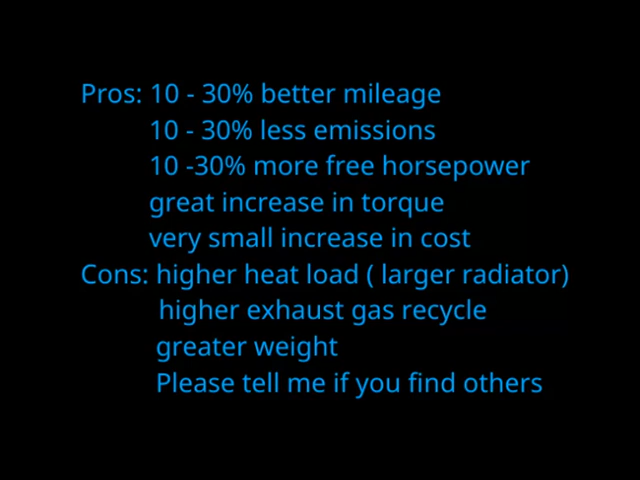 Pros: 10 - 30% better mileage
10 - 30% less emissions
10 -30% more free horsepower
great increase in torque
very small increase in cost
Cons: higher heat load ( larger radiator)
higher exhaust gas recycle
greater weight
Please tell me if you find others